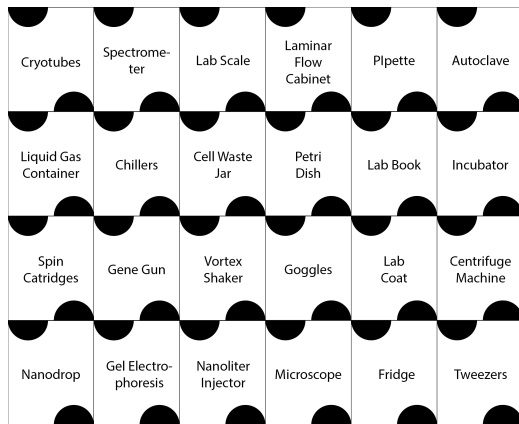 Cryotubes
Spectrome-
ter
Lab Scale
Laminar
Flow
Cabinet
PIpette
Autoclave
Liquid Gas
Container
Chillers
Cell Waste
Jar
Petri
Dish
Lab Book
Incubator
Spin
Catridges
Gene Gun
Vortex
Shaker
Goggles
Lab
Coat
Centrifuge
Machine
Nanodrop
Gel Electro-
phoresis
Nanoliter
Injector
Microscope
Fridge
Tweezers